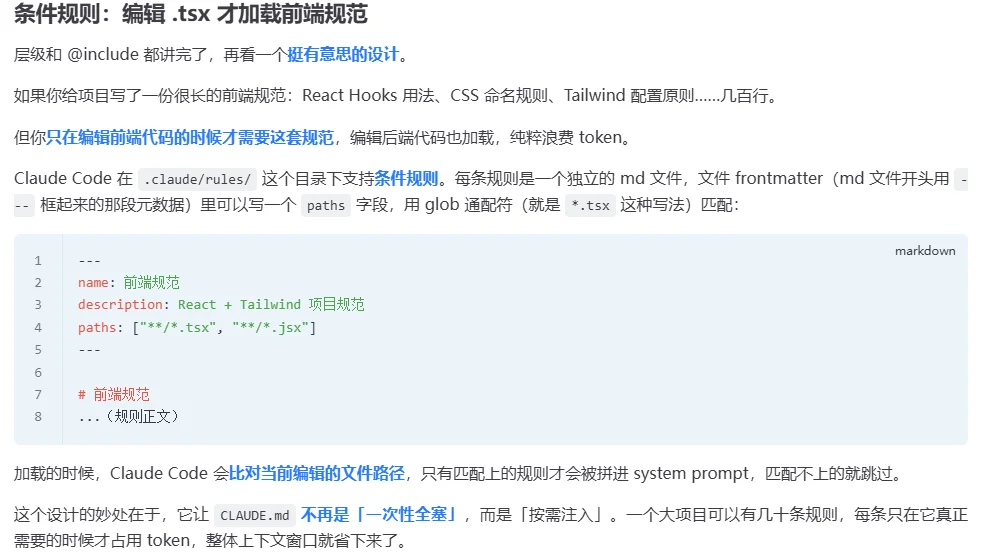 条件规则：编辑 .tsx 才加载前端规范
层级和 @include 都讲完了，再看一个挺有意思的设计。
如果你给项目写了一份很长的前端规范：React Hooks 用法、CSS 命名规则、Tailwind 配置原则......几百行。
但你只在编辑前端代码的时候才需要这套规范，编辑后端代码也加载，纯粹浪费 token。
Claude Code 在 .claude/rules/ 这个目录下支持条件规则。每条规则是一个独立的 md 文件，文件 frontmatter（md 文件开头用 -
-- 框起来的那段元数据）里可以写一个 paths 字段，用 glob 通配符（就是 *.tsx 这种写法）匹配：
markdown
1 ---
2 name: 前端规范
3 description: React + Tailwind 项目规范
4 paths: ["**/*.tsx", "**/*.jsx"]
5 ---
6
7 # 前端规范
8 ...（规则正文）
加载的时候，Claude Code 会比对当前编辑的文件路径，只有匹配上的规则才会被拼进 system prompt，匹配不上的就跳过。
这个设计的妙处在于，它让 CLAUDE.md 不再是「一次性全塞」，而是「按需注入」。一个大项目可以有几十条规则，每条只在它真正
需要的时候才占用 token，整体上下文窗口就省下来了。